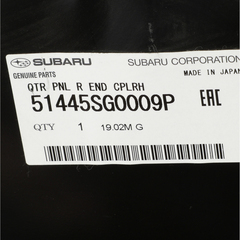 SUBARU SUBARU CORPORATION
GENUINE PARTS MADE IN JAPAN
QTR PNL R END CPLRH
51445SG0009P EAC
QTY 1 19.02M G